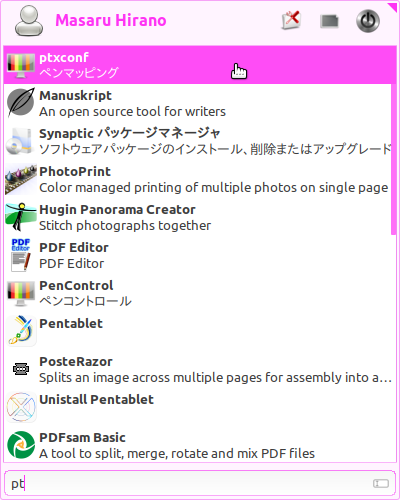 Masaru Hirano
ptxconf
ペンマッピング
Manuskript
An open source tool for writers
Synaptic パッケージマネージャ
ソフトウェアパッケージのインストール、削除またはアップグレード
PhotoPrint
Color managed printing of multiple photos on single page
Hugin Panorama Creator
Stitch photographs together
PDF Editor
PDF Editor
PDF Editor
PenControl
ペンコントロール
Pentablet
PosteRazor
Splits an image across multiple pages for assembly into a...
Unistall Pentablet
PDFsam Basic
A tool to split, merge, rotate and mix PDF files
pt